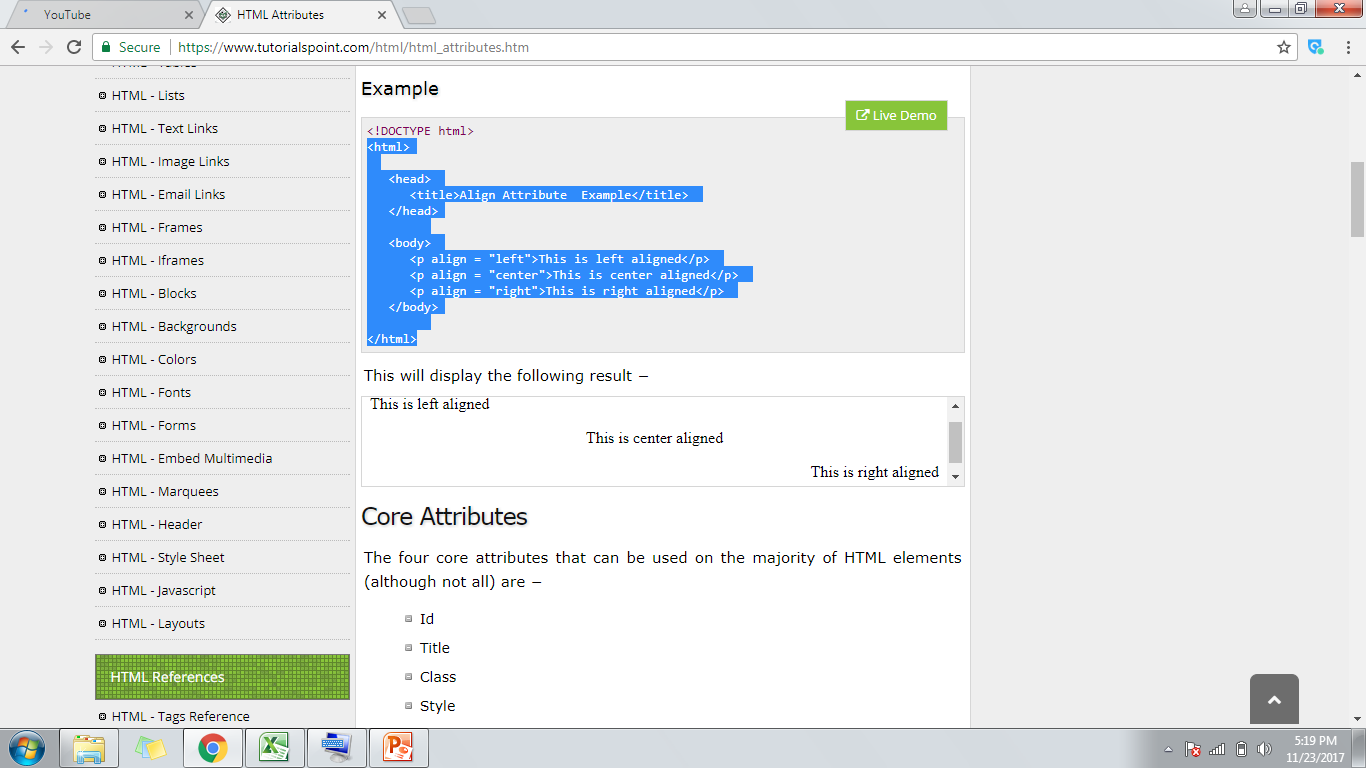 YouTube
HTML Attributes
Secure
https://www.tutorialspoint.com/html/html_attributes.htm
HTML - Lists
HTML - Text Links
HTML - Image Links
HTML - Email Links
HTML - Frames
HTML - Iframes
HTML - Blocks
HTML - Backgrounds
HTML - Colors
HTML - Fonts
HTML - Forms
HTML - Embed Multimedia
HTML - Marquees
HTML - Header
HTML - Style Sheet
HTML - Javascript
HTML - Layouts
HTML References
HTML - Tags Reference
Example
Live Demo
<!DOCTYPE html>
<html>
<head>
<title>Align Attribute  Example</title>
</head>
<body>
<p align = "left">This is left aligned</p>
<p align = "center">This is center aligned</p>
<p align = "right">This is right aligned</p>
</body>
</html>
This will display the following result −
This is left aligned
This is center aligned
This is right aligned
Core Attributes
The four core attributes that can be used on the majority of HTML elements
(although not all) are −
Id
Title
Class
Style
5:19 PM
11/23/2017